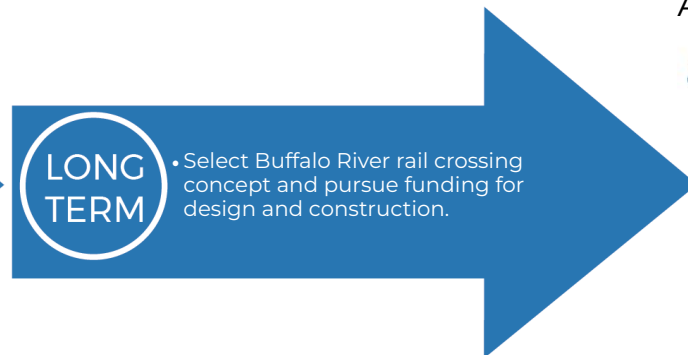 LONG
TERM
• Select Buffalo River rail crossing
concept and pursue funding for
design and construction.